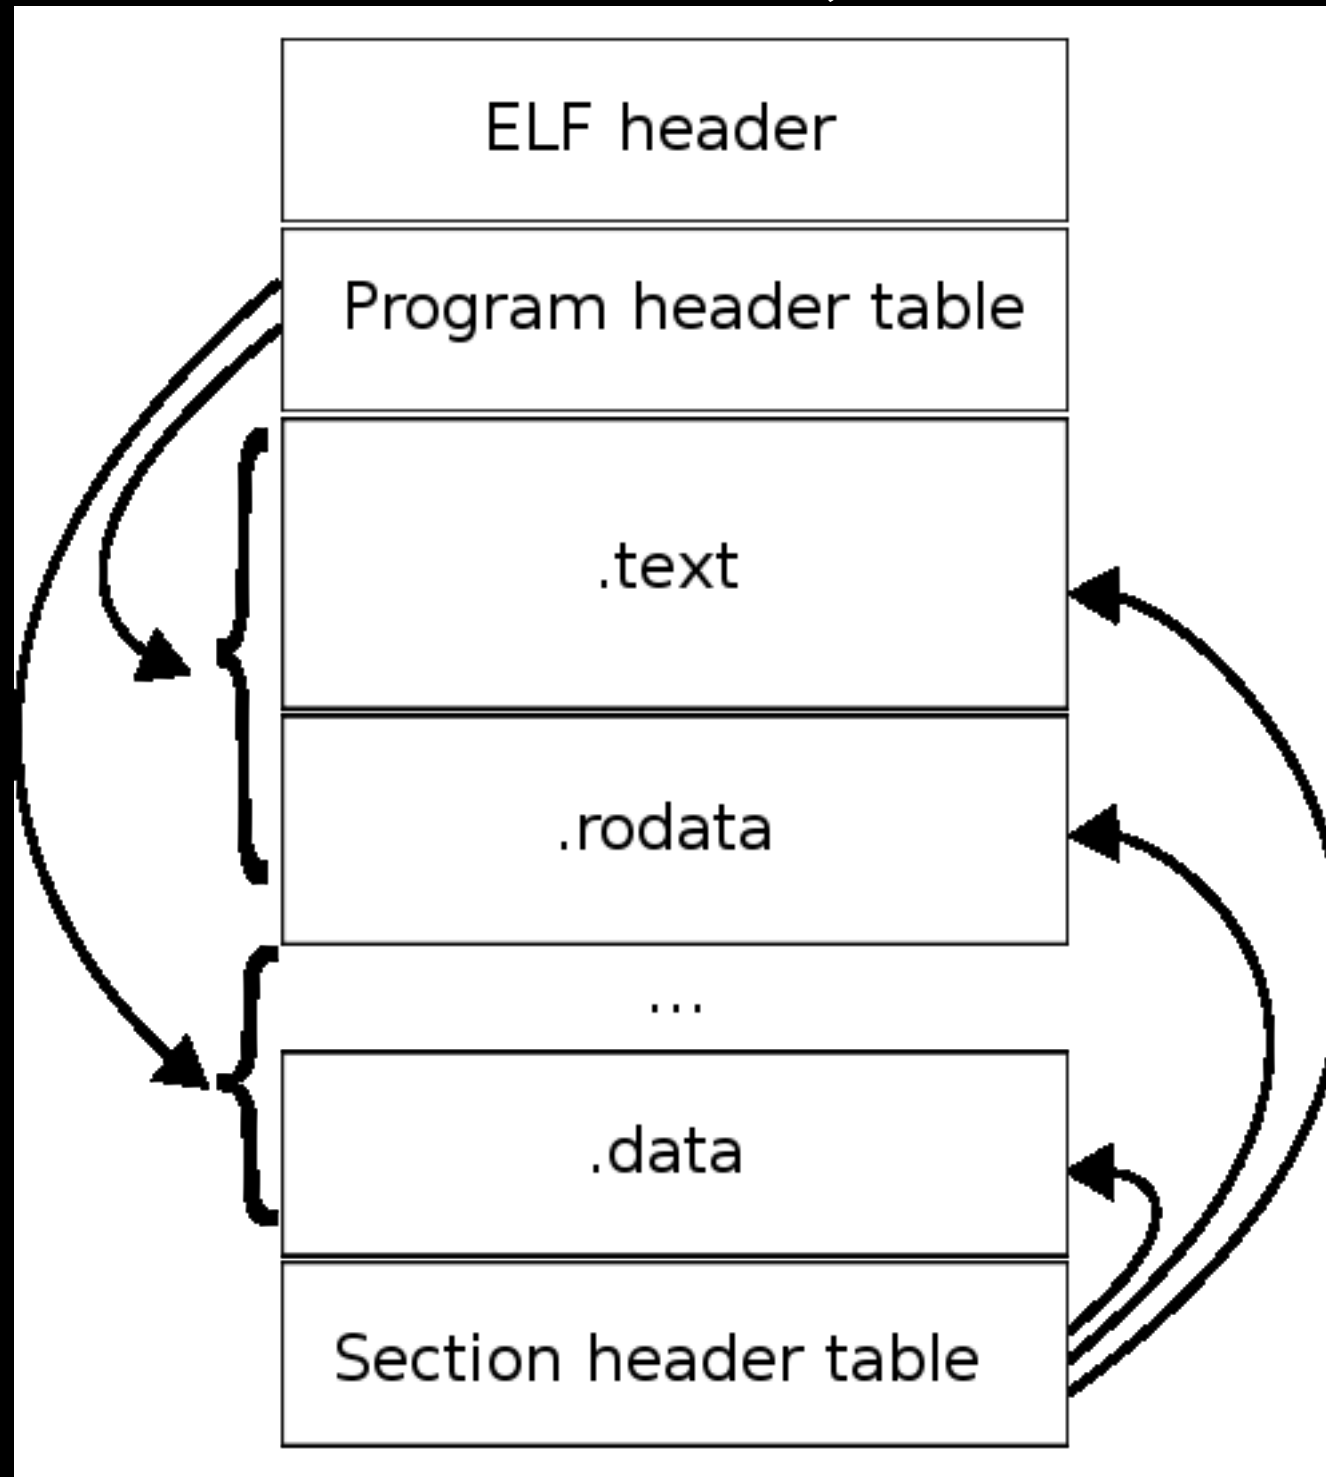 ELF header
Program header table
.text
.rodata
...
.data
Section header table